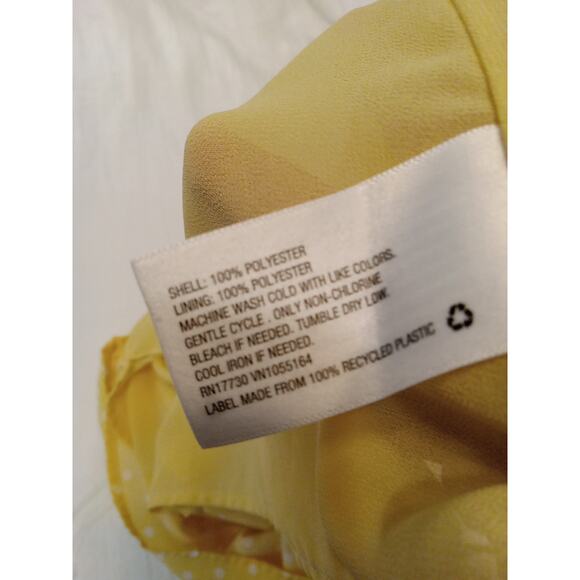 SHELL: 100% POLYESTER
LINING: 100% POLYESTER
MACHINE WASH COLD WITH LIKE COLORS.
GENTLE CYCLE . ONLY NON-CHLORINE
BLEACH IF NEEDED. TUMBLE DRY LOW.
COOL IRON IF NEEDED.
RN17730 VN1055164
LABEL MADE FROM 100% RECYCLED PLASTIC